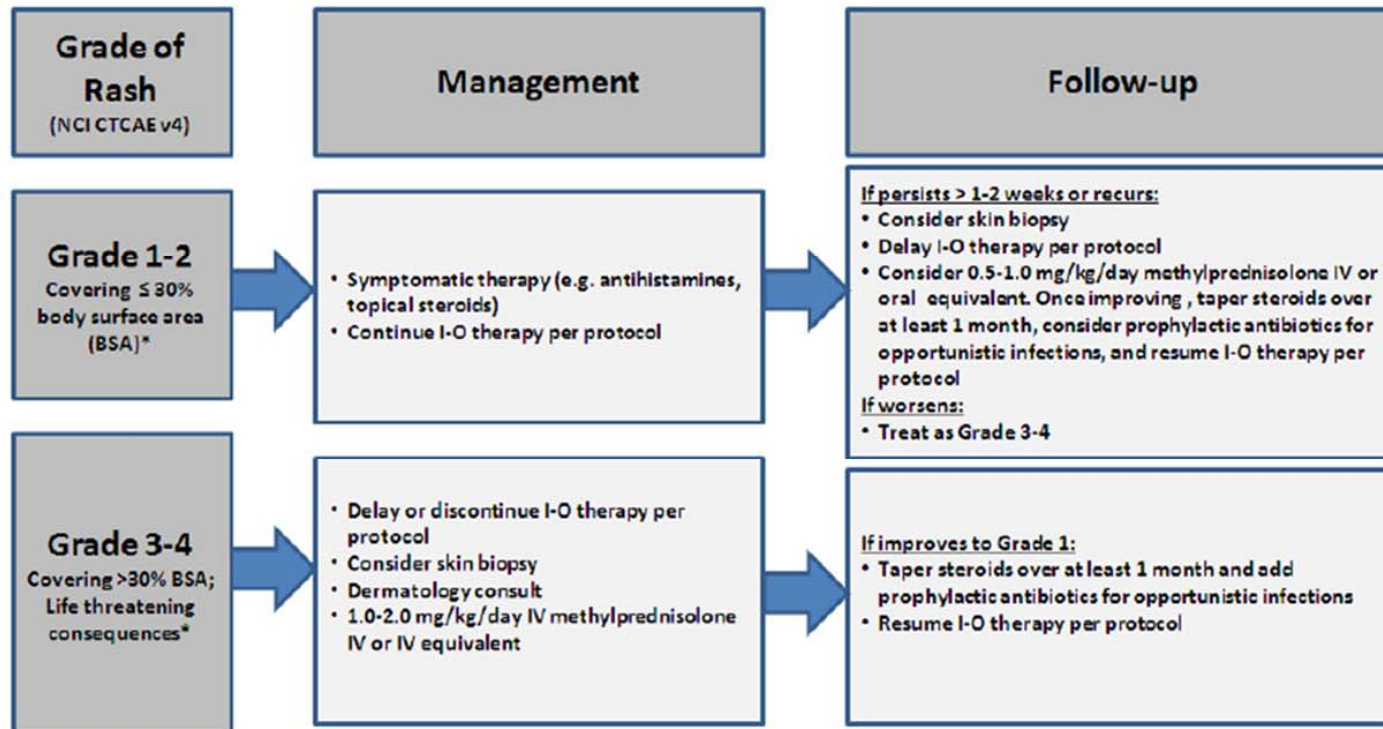 Grade of
Rash
(NCI CTCAE v4)
Management
Follow-up
Grade 1-2
Covering ≤ 30%
body surface area
(BSA)*
• Symptomatic therapy (e.g. antihistamines,
topical steroids)
• Continue I-O therapy per protocol
If persists > 1-2 weeks or recurs:
• Consider skin biopsy
• Delay I-O therapy per protocol
• Consider 0.5-1.0 mg/kg/day methylprednisolone IV or
oral equivalent. Once improving , taper steroids over
at least 1 month, consider prophylactic antibiotics for
opportunistic infections, and resume I-O therapy per
protocol
If worsens:
• Treat as Grade 3-4
Grade 3-4
Covering >30% BSA;
Life threatening
consequences*
• Delay or discontinue I-O therapy per
protocol
• Consider skin biopsy
• Dermatology consult
• 1.0-2.0 mg/kg/day IV methylprednisolone
IV or IV equivalent
If improves to Grade 1:
• Taper steroids over at least 1 month and add
prophylactic antibiotics for opportunistic infections
• Resume I-O therapy per protocol